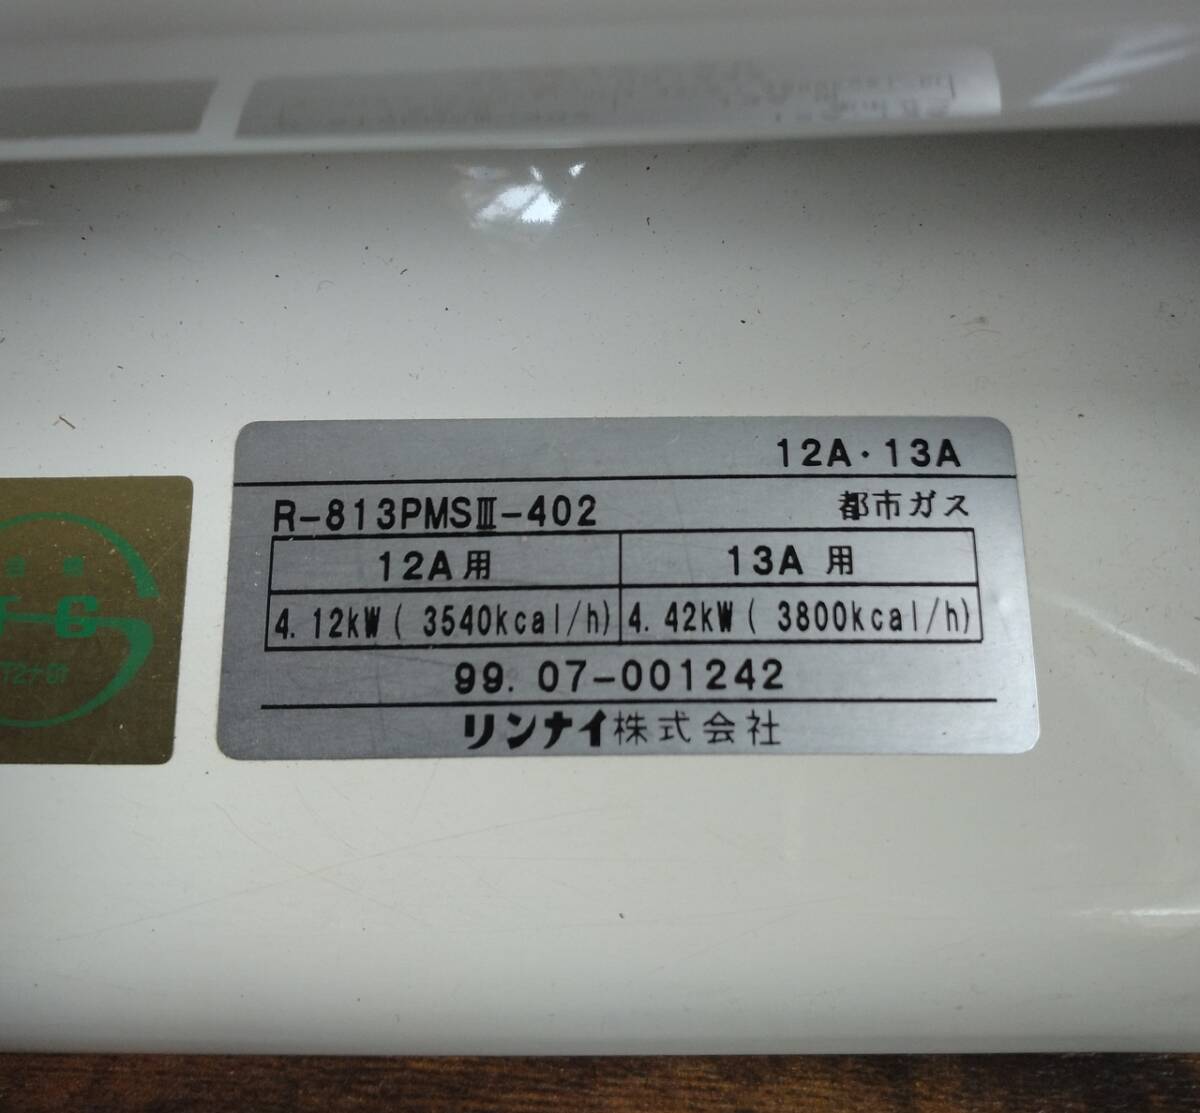 12A・13A
R-813PMSⅢ-402 都市ガス
12A用 13A 用
4.12kW( 3540kcal/h) 4.42kW( 3800kcal/h)
99.07-001242
リンナイ株式会社